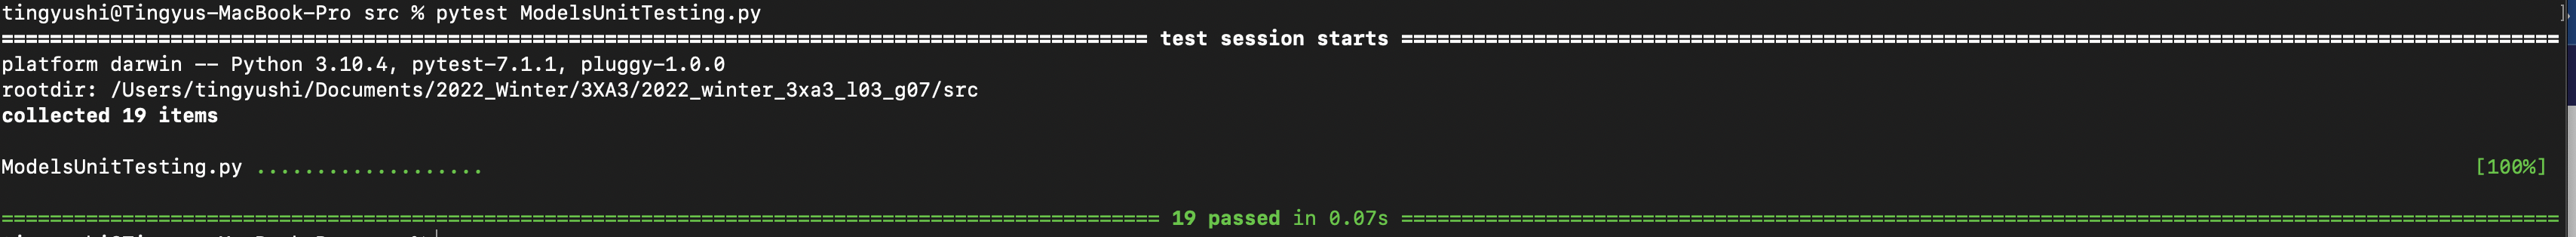 tingyushi@Tingyus-MacBook-Pro src % pytest ModelsUnitTesting.py
test session starts
platform darwin -- Python 3.10.4, pytest-7.1.1, pluggy-1.0.0
rootdir: /Users/tingyushi/Documents/2022_Winter/3XA3/2022_winter_3xa3_l03_g07/src
collected 19 items
ModelsUnitTesting.py ................... [100%]
19 passed in 0.07s